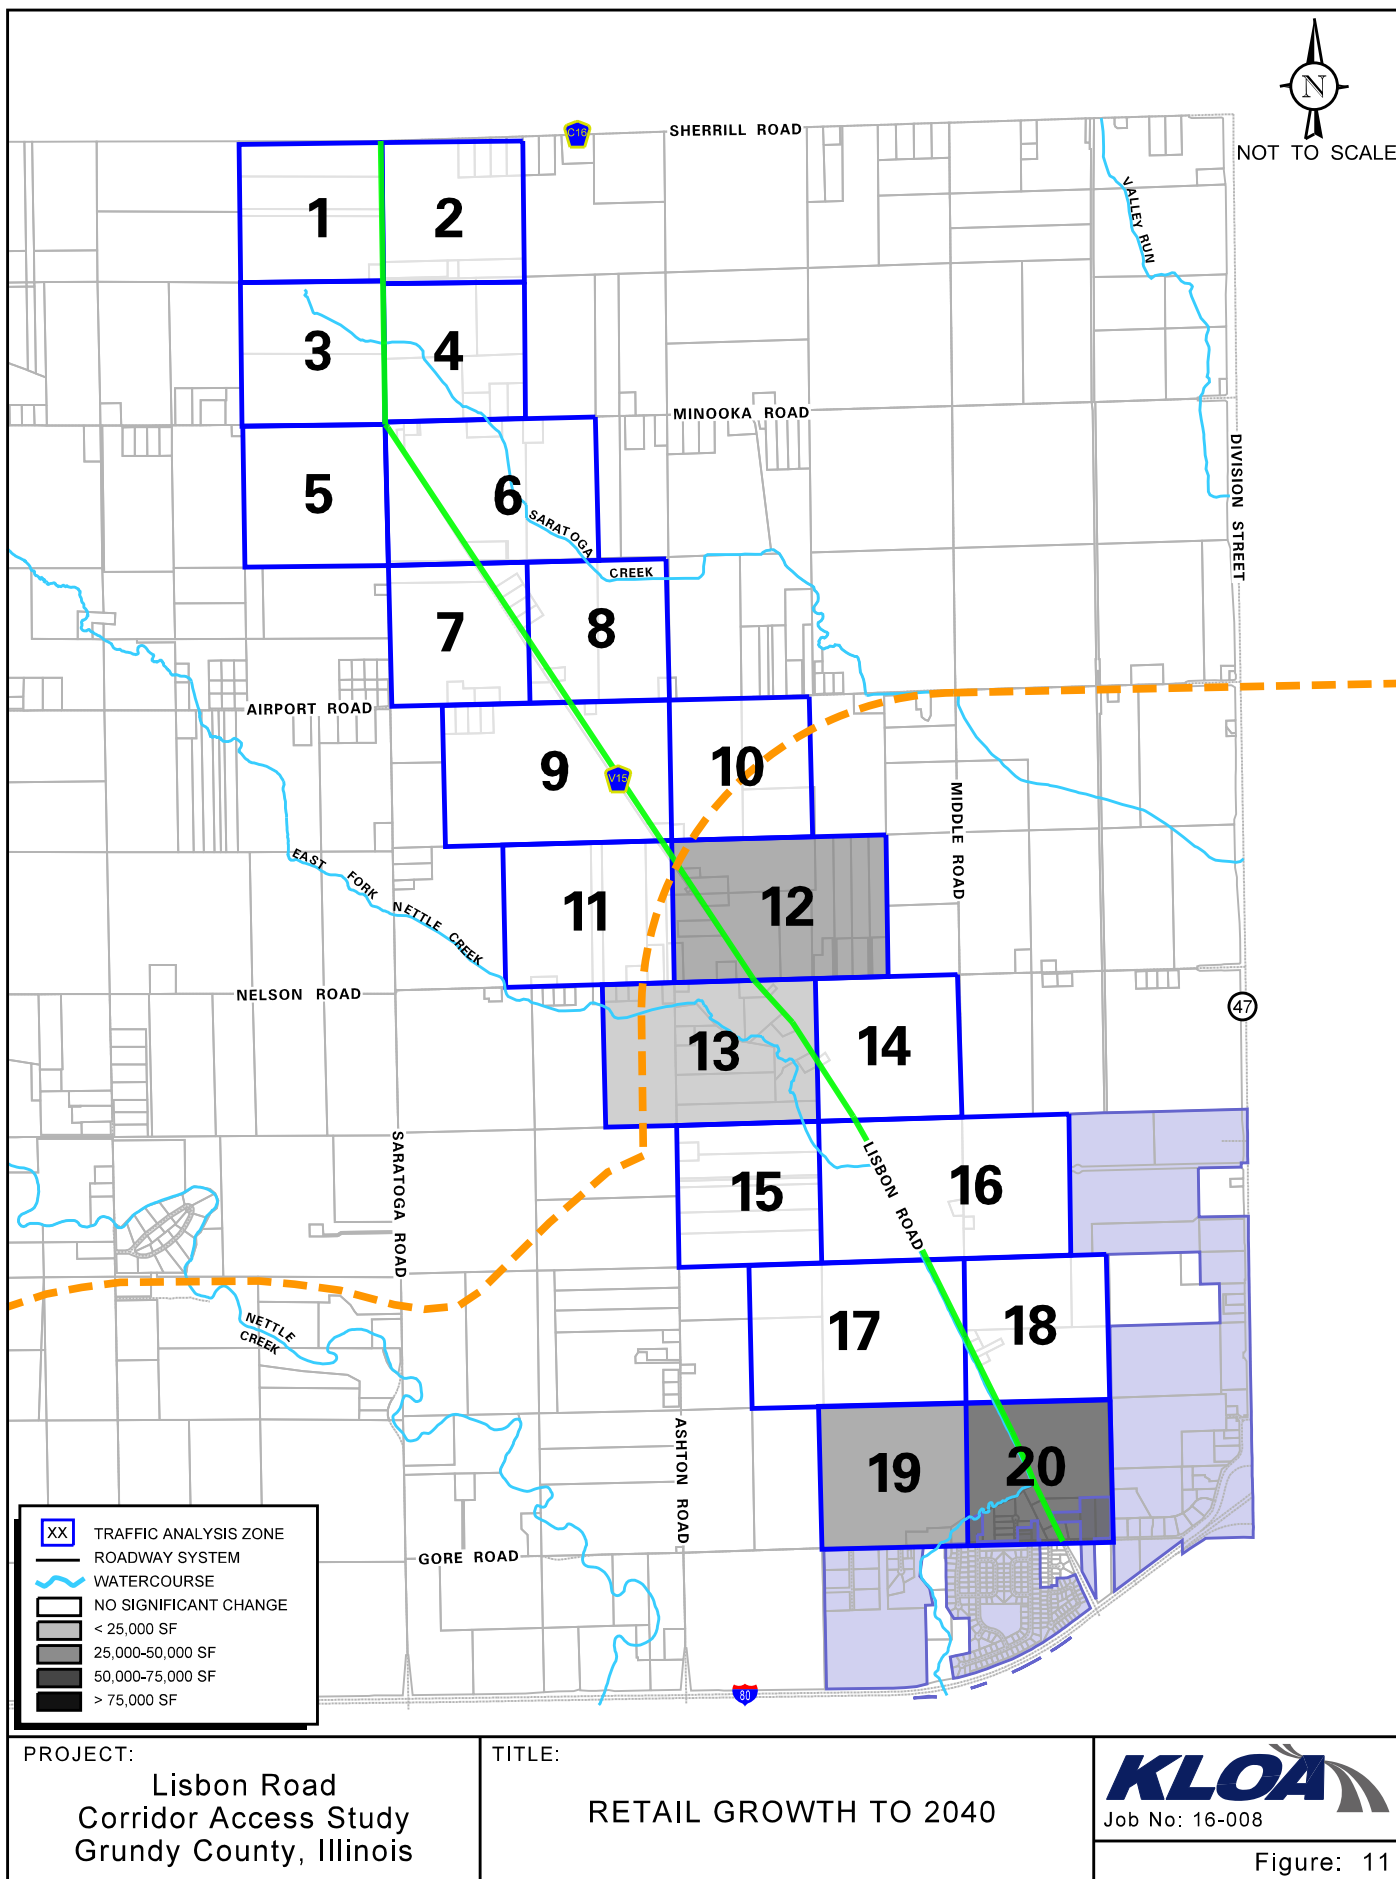 N
NOT TO SCALE
C16
SHERRILL ROAD
VALLEY RUN
1
2
3
4
MINOOKA ROAD
DIVISION STREET
5
6
SARATOGA
CREEK
7
8
AIRPORT ROAD
9
V15
10
MIDDLE ROAD
EAST FORK NETTLE CREEK
11
12
NELSON ROAD
47
13
14
SARATOGA ROAD
LISBON ROAD
15
16
NETTLE
CREEK
17
18
ASHTON ROAD
19
20
GORE ROAD
XX TRAFFIC ANALYSIS ZONE
ROADWAY SYSTEM
WATERCOURSE
NO SIGNIFICANT CHANGE
< 25,000 SF
25,000-50,000 SF
50,000-75,000 SF
> 75,000 SF
80
PROJECT:
Lisbon Road
Corridor Access Study
Grundy County, Illinois
TITLE:
RETAIL GROWTH TO 2040
KLOA
Job No: 16-008
Figure: 11